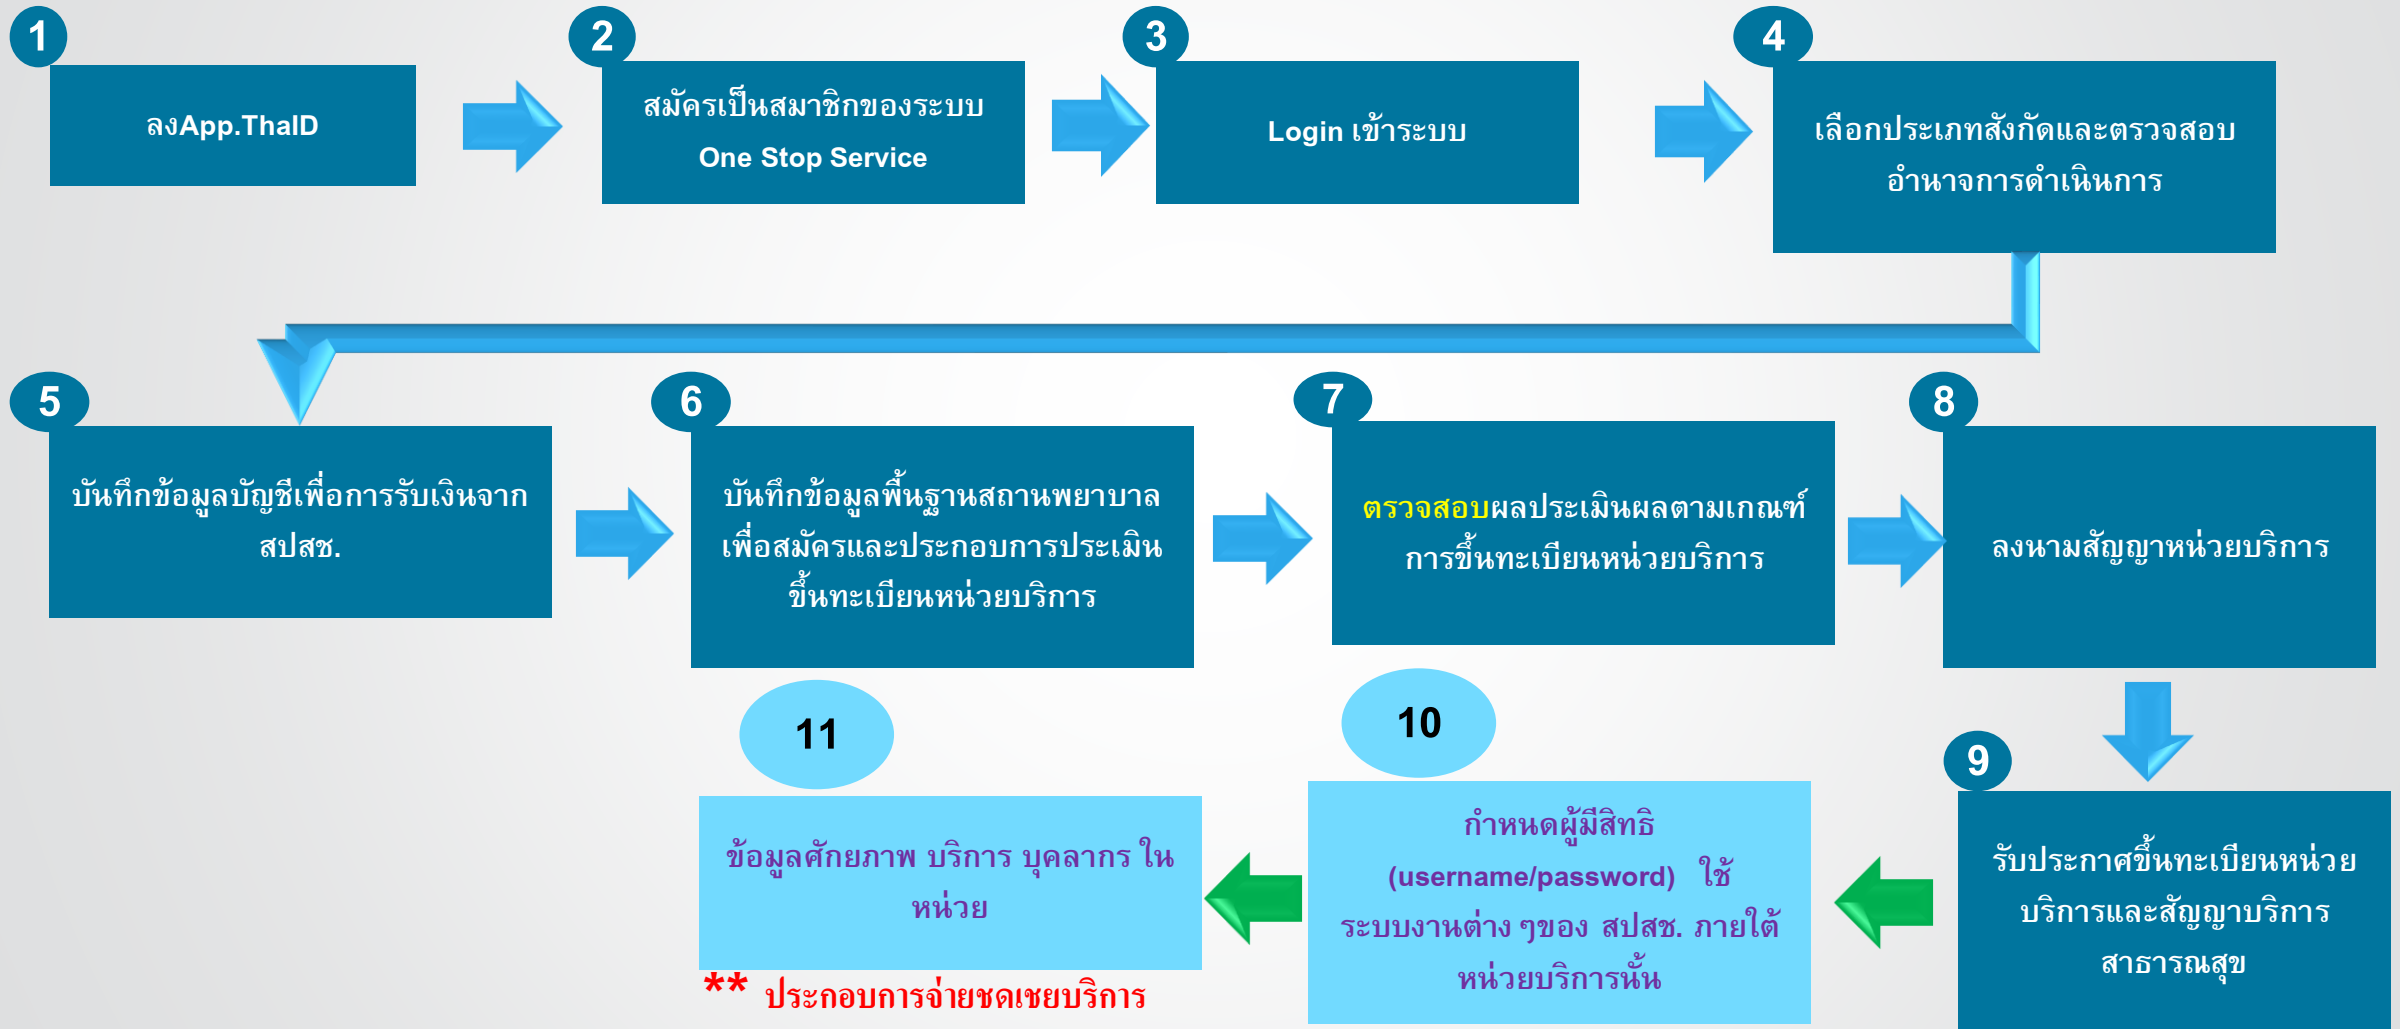 1
ลงApp.ThaID
2
สมัครเป็นสมาชิกของระบบ
One Stop Service
3
Login เข้าระบบ
4
เลือกประเภทสังกัดและตรวจสอบ
อำนาจการดำเนินการ
5
บันทึกข้อมูลบัญชีเพื่อการรับเงินจาก
สปสช.
6
บันทึกข้อมูลพื้นฐานสถานพยาบาล
เพื่อสมัครและประกอบการประเมิน
ขึ้นทะเบียนหน่วยบริการ
7
ตรวจสอบผลประเมินผลตามเกณฑ์
การขึ้นทะเบียนหน่วยบริการ
8
ลงนามสัญญาหน่วยบริการ
9
รับประกาศขึ้นทะเบียนหน่วย
บริการและสัญญาบริการ
สาธารณสุข
10
กำหนดผู้มีสิทธิ
(username/password) ใช้
ระบบงานต่าง ๆของ สปสช. ภายใต้
หน่วยบริการนั้น
11
ข้อมูลศักยภาพ บริการ บุคลากร ใน
หน่วย
** ประกอบการจ่ายชดเชยบริการ